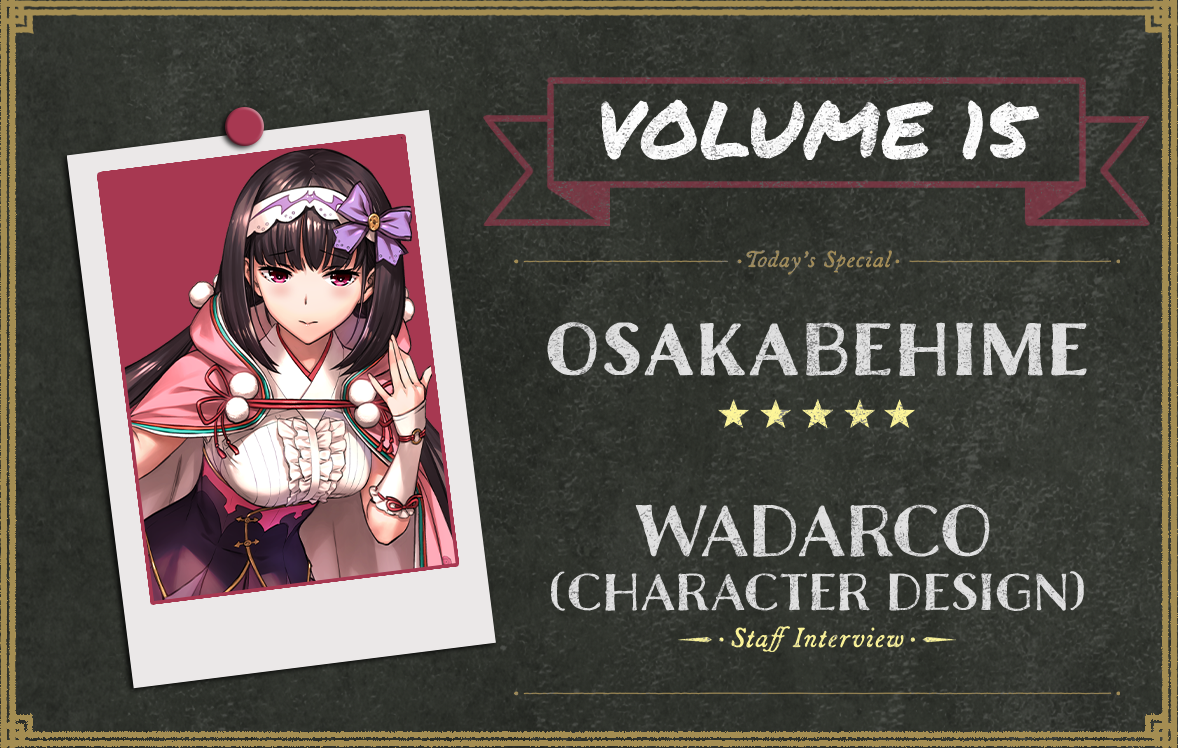 VOLUME 15
Today's Special
OSAKABEHIME
WADARCO
(CHARACTER DESIGN)
Staff Interview